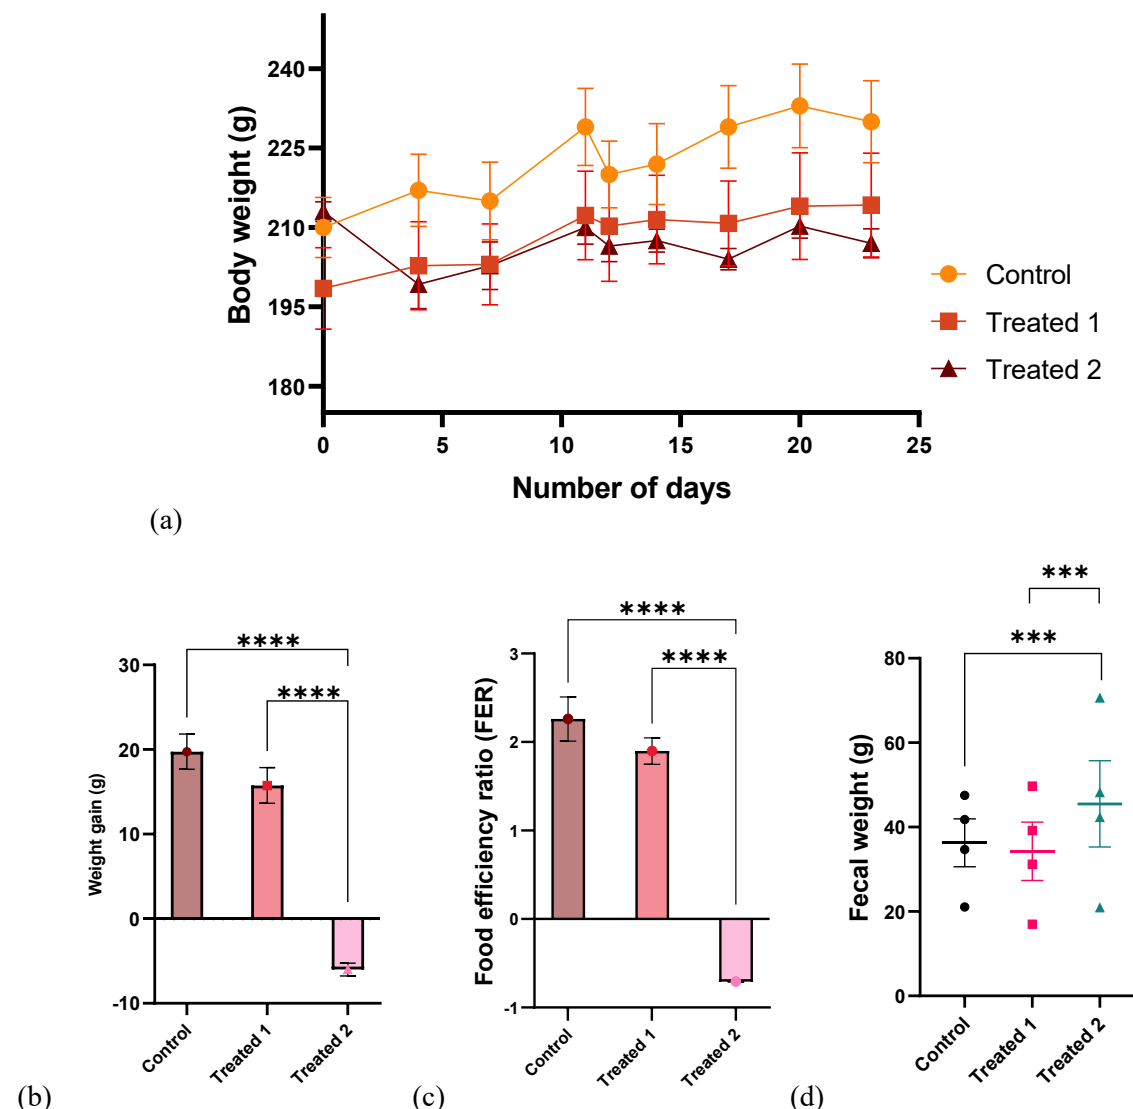 240
225
210
195
180
Body weight (g)
0 5 10 15 20 25
Number of days
Control
Treated 1
Treated 2
(a)
****
****
30
20
10
0
-10
Weight gain (g)
Control
Treated 1
Treated 2
(b)
****
****
3
2
1
0
-1
Food efficiency ratio (FER)
Control
Treated 1
Treated 2
(c)
***
***
80
60
40
20
0
Fecal weight (g)
Control
Treated 1
Treated 2
(d)